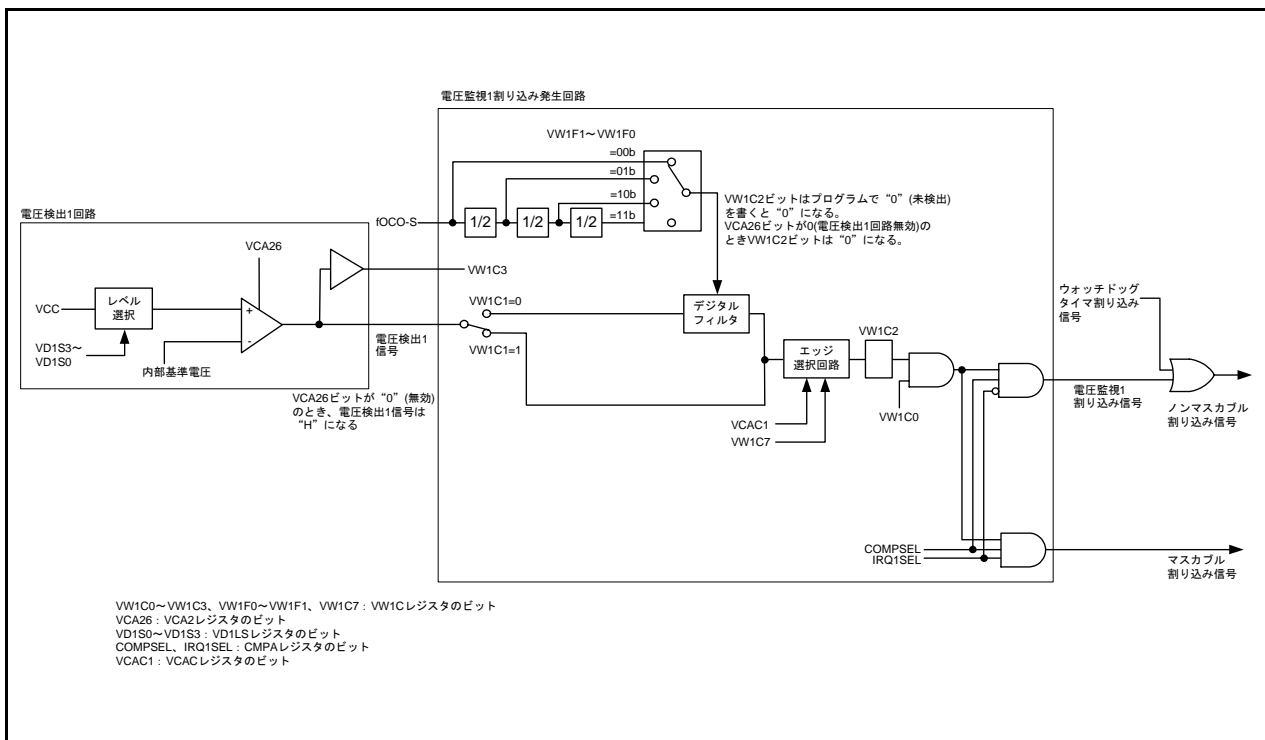 電圧監視1割り込み発生回路
VW1F1～VW1F0
=00b
=01b
=10b
=11b
fOCO-S
1/2
1/2
1/2
VW1C2ビットはプログラムで“0”(未検出)
を書くと“0”になる。
VCA26ビットが0(電圧検出1回路無効)の
ときVW1C2ビットは“0”になる。
電圧検出1回路
VCA26
VW1C3
VCC
レベル
選択
+
-
VD1S3～
VD1S0
内部基準電圧
電圧検出1
信号
VW1C1=0
VW1C1=1
デジタル
フィルタ
VCA26ビットが“0”(無効)
のとき、電圧検出1信号は
“H”になる
エッジ
選択回路
VW1C2
VCAC1
VW1C7
VW1C0
ウォッチドッグ
タイマ割り込み
信号
電圧監視1
割り込み信号
ノンマスカブル
割り込み信号
COMPSEL
IRQ1SEL
マスカブル
割り込み信号
VW1C0～VW1C3、VW1F0～VW1F1、VW1C7：VW1Cレジスタのビット
VCA26：VCA2レジスタのビット
VD1S0～VD1S3：VD1LSレジスタのビット
COMPSEL、IRQ1SEL：CMPAレジスタのビット
VCAC1：VCACレジスタのビット